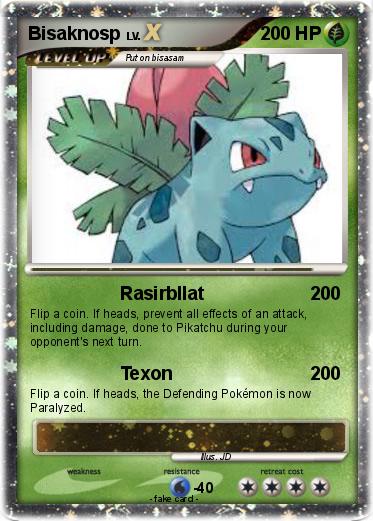 Bisaknosp LV. X 200 HP
LEVEL-UP Put on bisasam
Rasirbllat 200
Flip a coin. If heads, prevent all effects of an attack,
including damage, done to Pikatchu during your
opponent's next turn.
Texon 200
Flip a coin. If heads, the Defending Pokémon is now
Paralyzed.
Illus. JD
weakness resistance retreat cost
-40
- fake card -